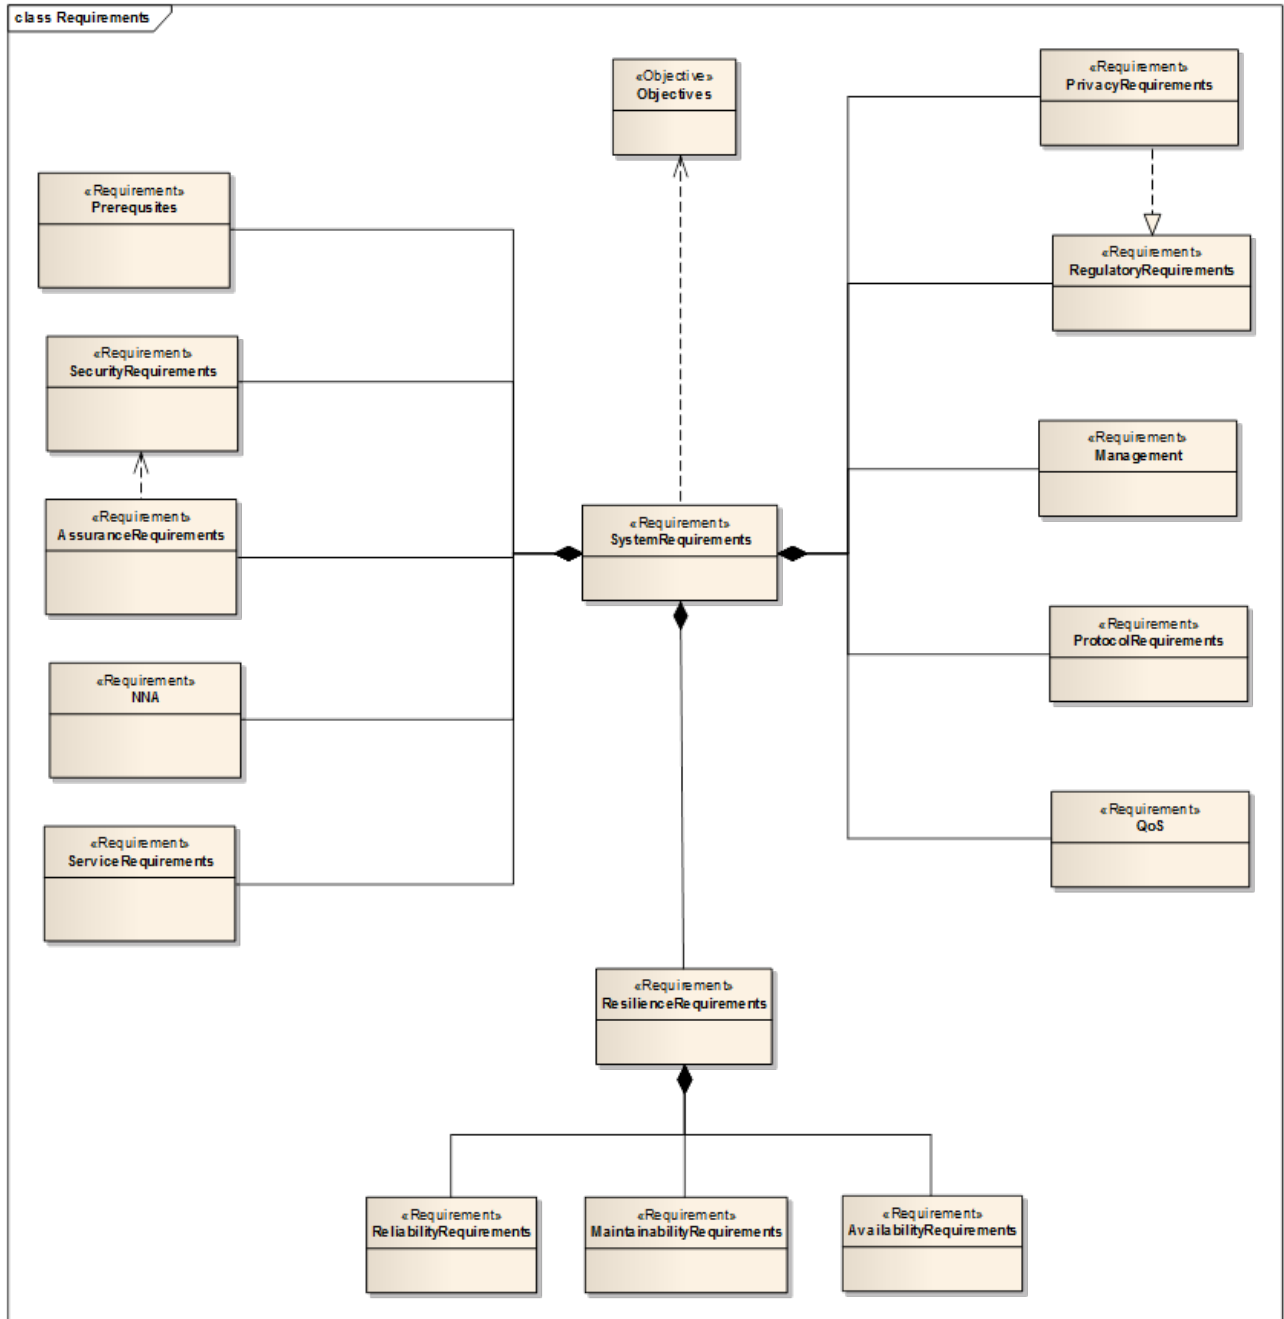 class Requirements
«Objective»
Objectives
«Requirement»
PrivacyRequirements
«Requirement»
Prerequsites
«Requirement»
RegulatoryRequirements
«Requirement»
SecurityRequirements
«Requirement»
Management
«Requirement»
AssuranceRequirements
«Requirement»
SystemRequirements
«Requirement»
ProtocolRequirements
«Requirement»
NNA
«Requirement»
QoS
«Requirement»
ServiceRequirements
«Requirement»
ResilienceRequirements
«Requirement»
ReliabilityRequirements
«Requirement»
MaintainabilityRequirements
«Requirement»
AvailabilityRequirements